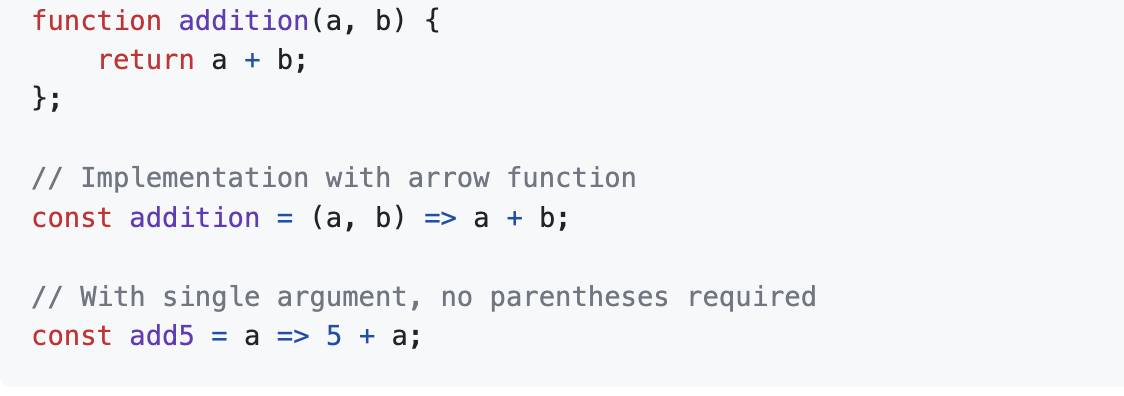 function addition(a, b) {
    return a + b;
};

// Implementation with arrow function
const addition = (a, b) => a + b;

// With single argument, no parentheses required
const add5 = a => 5 + a;